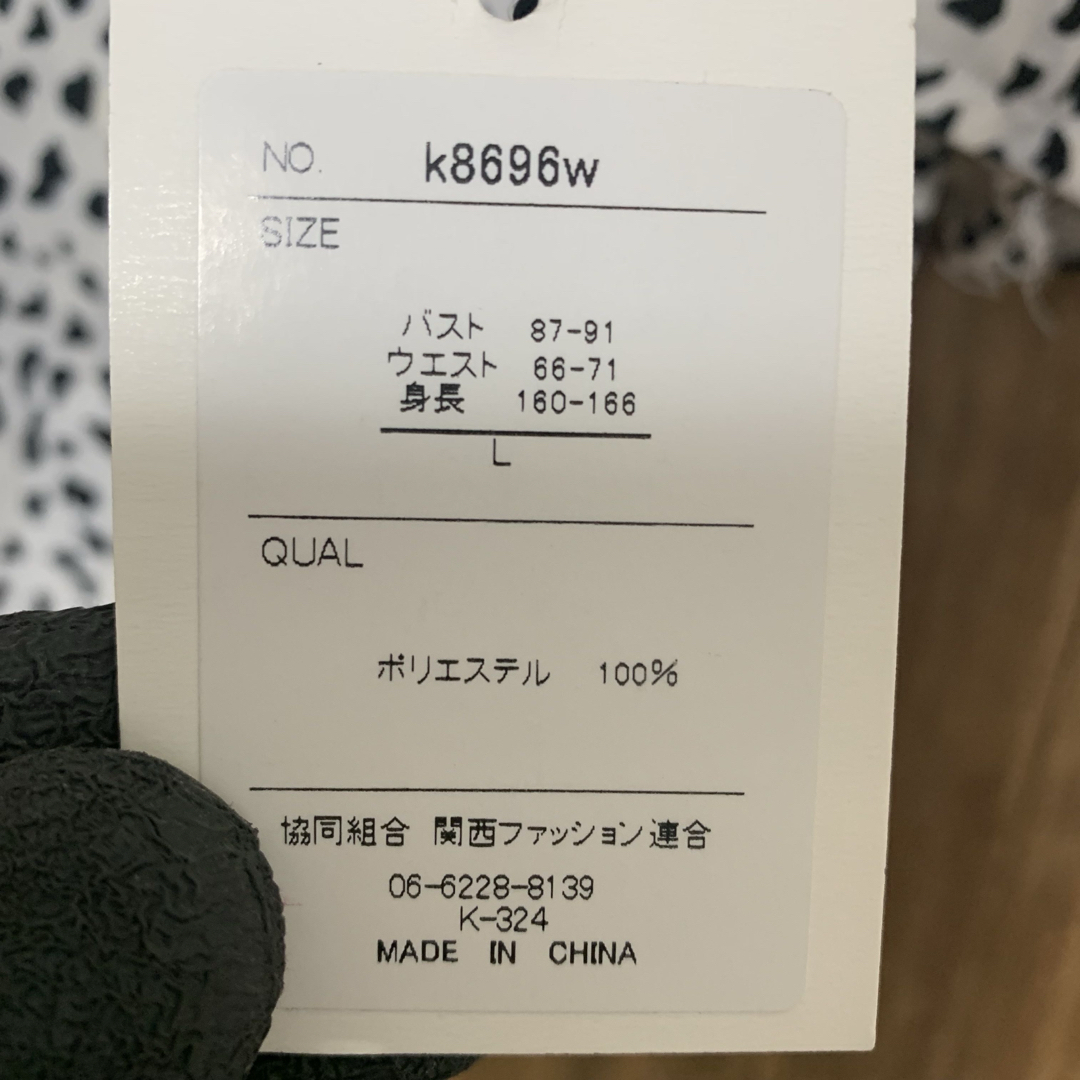 NO. k8696w
SIZE
バスト 87-91
ウエスト 66-71
身長 160-166
L
QUAL
ポリエステル 100%
協同組合 関西ファッション連合
06-6228-8139
K-324
MADE IN CHINA